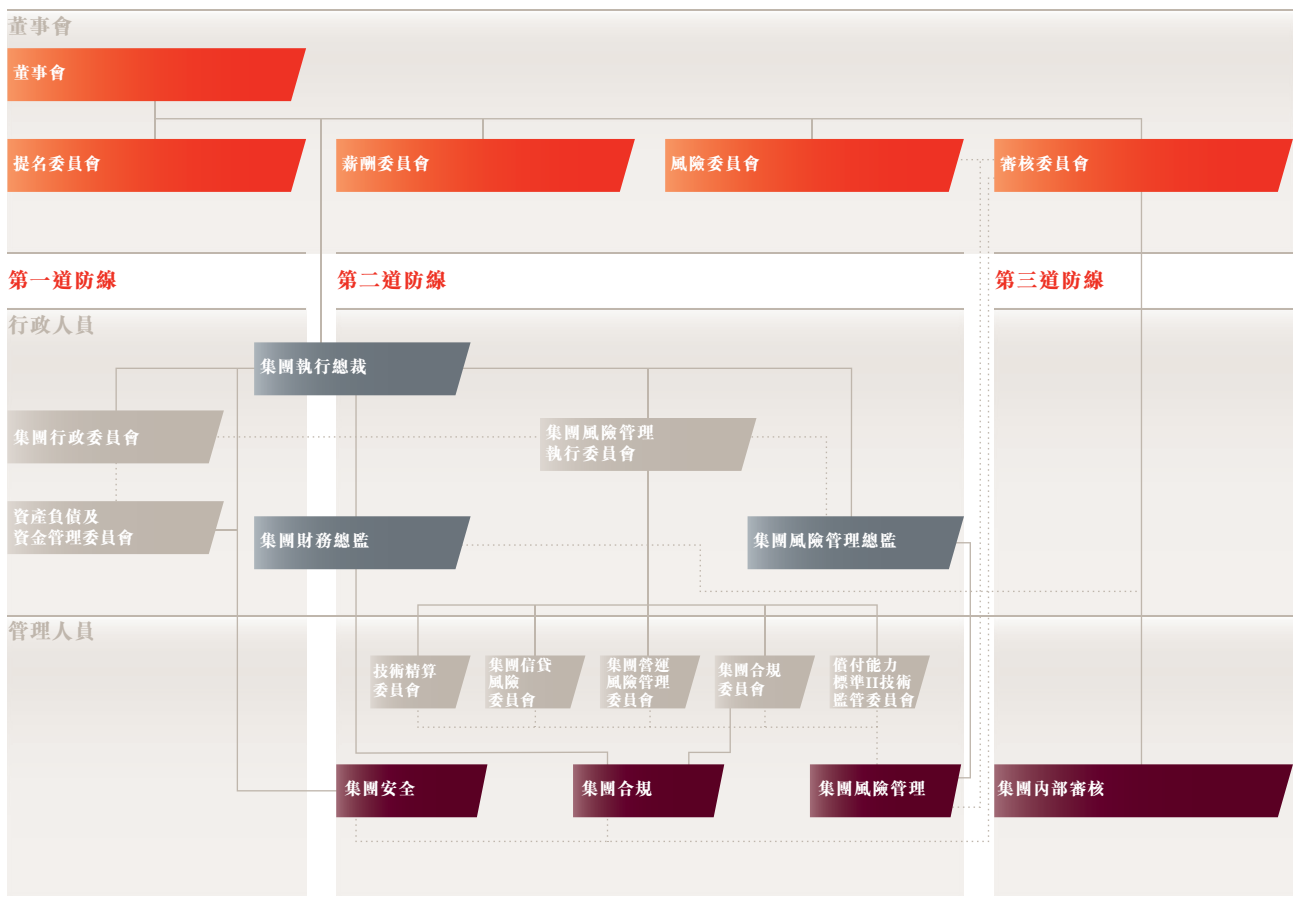 董事會
董事會
提名委員會
薪酬委員會
風險委員會
審核委員會
第一道防線
第二道防線
第三道防線
行政人員
集團執行總裁
集團行政委員會
集團風險管理
執行委員會
資產負債及
資金管理委員會
集團財務總監
集團風險管理總監
管理人員
技術精算
委員會
集團信貸
風險
委員會
集團營運
風險管理
委員會
集團合規
委員會
償付能力
標準II技術
監管委員會
集團安全
集團合規
集團風險管理
集團內部審核